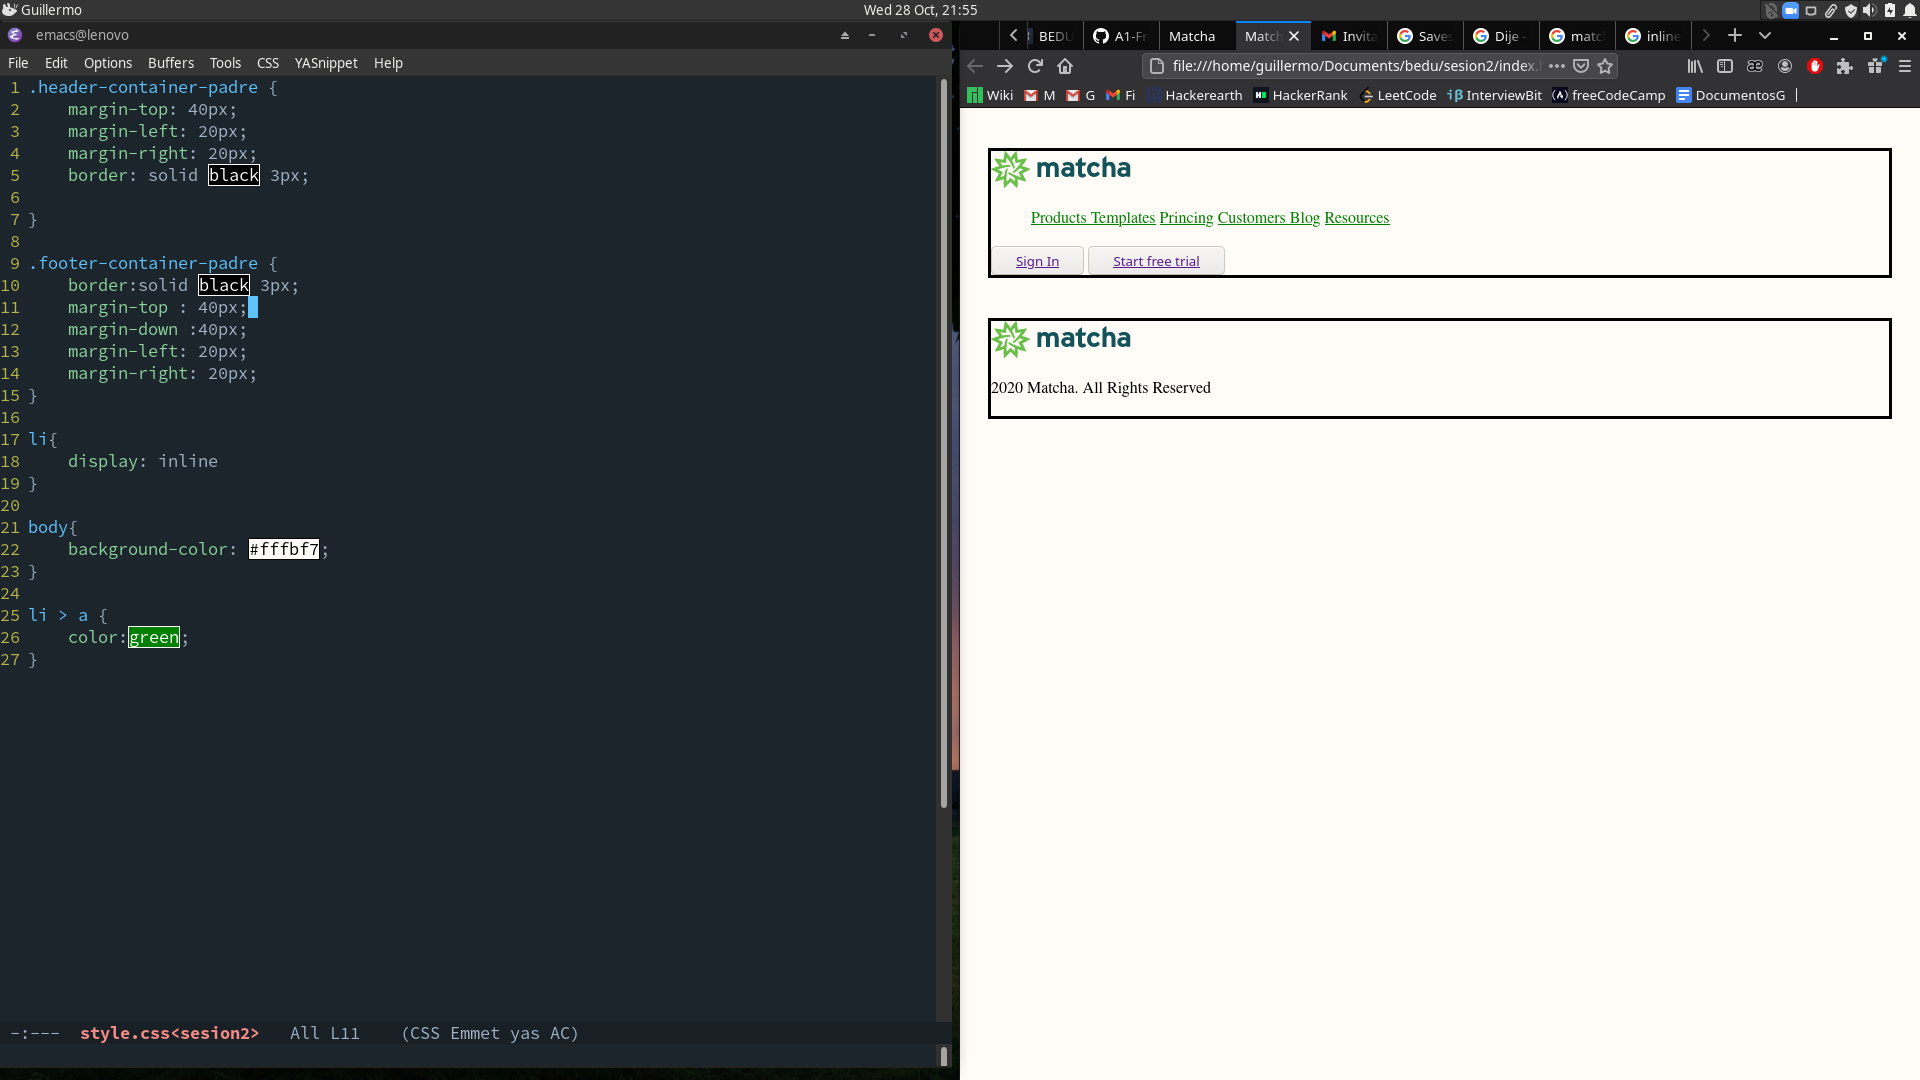 Guillermo
Wed 28 Oct, 21:55
emacs@lenovo
File Edit Options Buffers Tools CSS YASnippet Help
1 .header-container-padre {
2 margin-top: 40px;
3 margin-left: 20px;
4 margin-right: 20px;
5 border: solid black 3px;
6
7 }
8
9 .footer-container-padre {
10 border:solid black 3px;
11 margin-top : 40px;
12 margin-down :40px;
13 margin-left: 20px;
14 margin-right: 20px;
15 }
16
17 li{
18 display: inline
19 }
20
21 body{
22 background-color: #fffbf7;
23 }
24
25 li > a {
26 color:green;
27 }
-:--- style.css<sesion2> All L11 (CSS Emmet yas AC)
BEDU A1-Fr Matcha Matc Invita Saves Dije - matc inline
file:///home/guillermo/Documents/bedu/sesion2/index.
Wiki M G Fi Hackerearth HackerRank LeetCode InterviewBit freeCodeCamp DocumentosG
matcha
Products Templates Princing Customers Blog Resources
Sign In Start free trial
matcha
2020 Matcha. All Rights Reserved